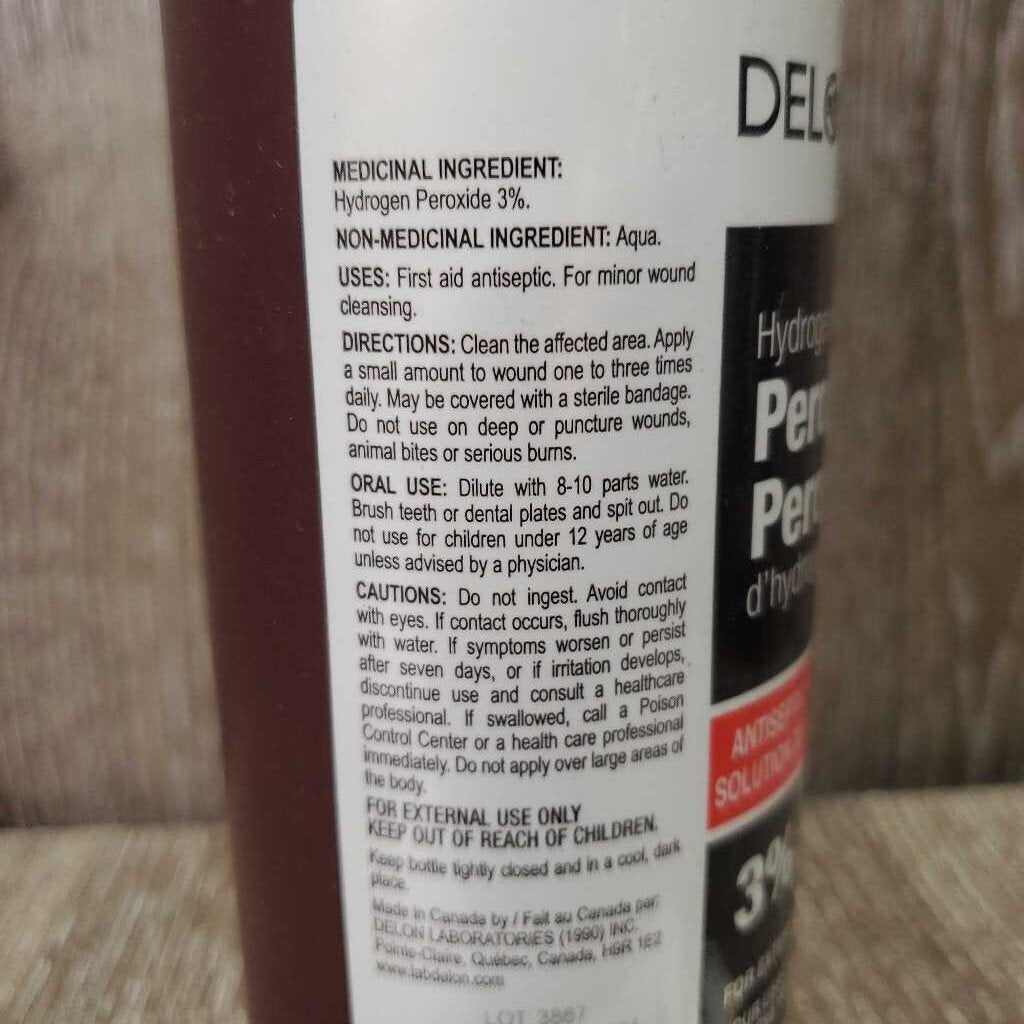 DEL
MEDICINAL INGREDIENT:
Hydrogen Peroxide 3%.
NON-MEDICINAL INGREDIENT: Aqua.
USES: First aid antiseptic. For minor wound
cleansing.
DIRECTIONS: Clean the affected area. Apply
a small amount to wound one to three times
daily. May be covered with a sterile bandage.
Do not use on deep or puncture wounds,
animal bites or serious burns.
ORAL USE: Dilute with 8-10 parts water.
Brush teeth or dental plates and spit out. Do
not use for children under 12 years of age
unless advised by a physician.
CAUTIONS: Do not ingest. Avoid contact
with eyes. If contact occurs, flush thoroughly
with water. If symptoms worsen or persist
after seven days, or if irritation develops,
discontinue use and consult a healthcare
professional. If swallowed, call a Poison
Control Center or a health care professional
immediately. Do not apply over large areas of
the body.
FOR EXTERNAL USE ONLY
KEEP OUT OF REACH OF CHILDREN.
Keep bottle tightly closed and in a cool, dark
place.
Made in Canada by / Fait au Canada par:
DELON LABORATORIES (1990) INC.
Pointe-Claire, Québec, Canada, H9R 1E2
www.labdelon.com
LOT 3867
Hydrog
Per
Per
d'hyd
ANTISEP
SOLUTION
3%